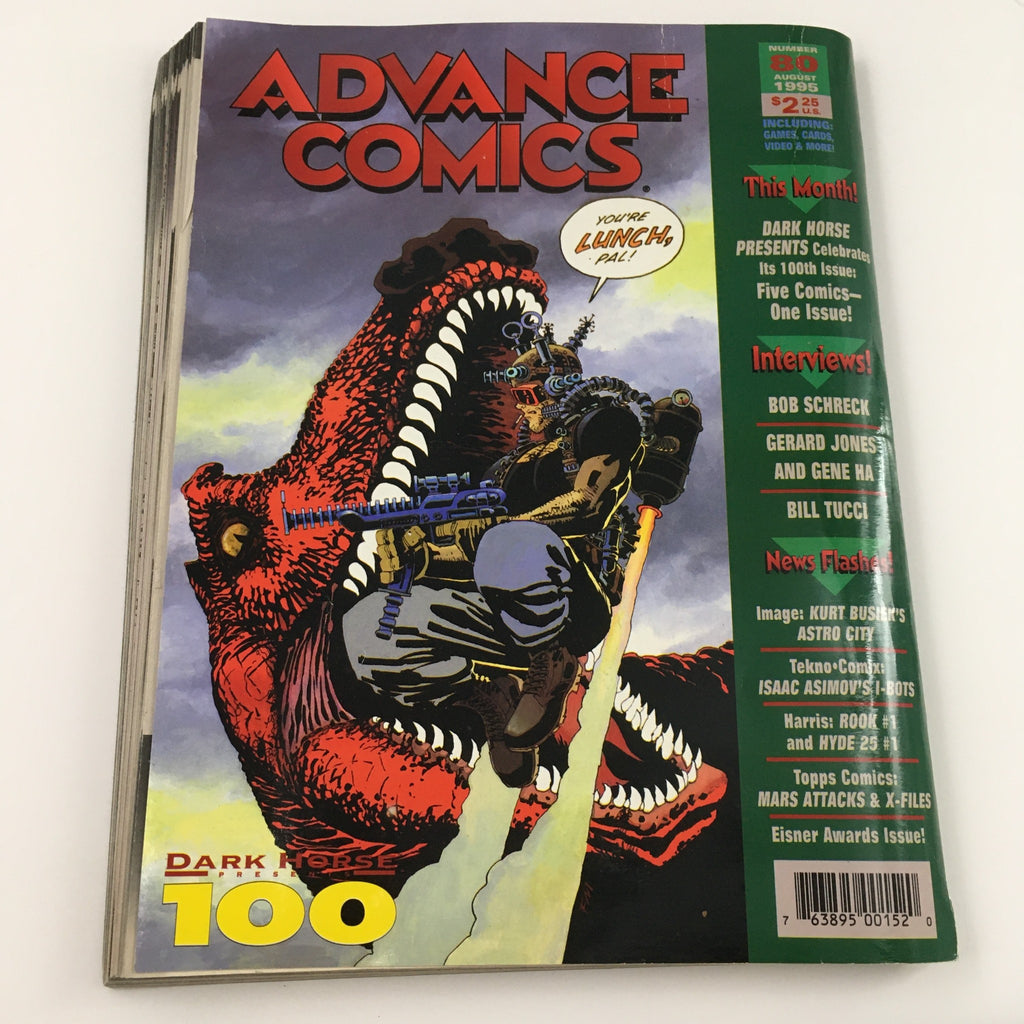 ADVANCE
COMICS
YOU'RE
LUNCH,
PAL!
NUMBER
80
AUGUST
1995
$2.25
U.S.
INCLUDING:
GAMES, CARDS,
VIDEO & MORE!
This Month!
DARK HORSE
PRESENTS Celebrates
Its 100th Issue:
Five Comics—
One Issue!
Interviews!
BOB SCHRECK
GERARD JONES
AND GENE HA
BILL TUCCI
News Flashes!
Image: KURT BUSIEK'S
ASTRO CITY
Tekno•Comix:
ISAAC ASIMOV'S I-BOTS
Harris: ROOK #1
and HYDE 25 #1
Topps Comics:
MARS ATTACKS & X-FILES
Eisner Awards Issue!
7 63895 00152 0
DARK HORSE
PRESENTS
100